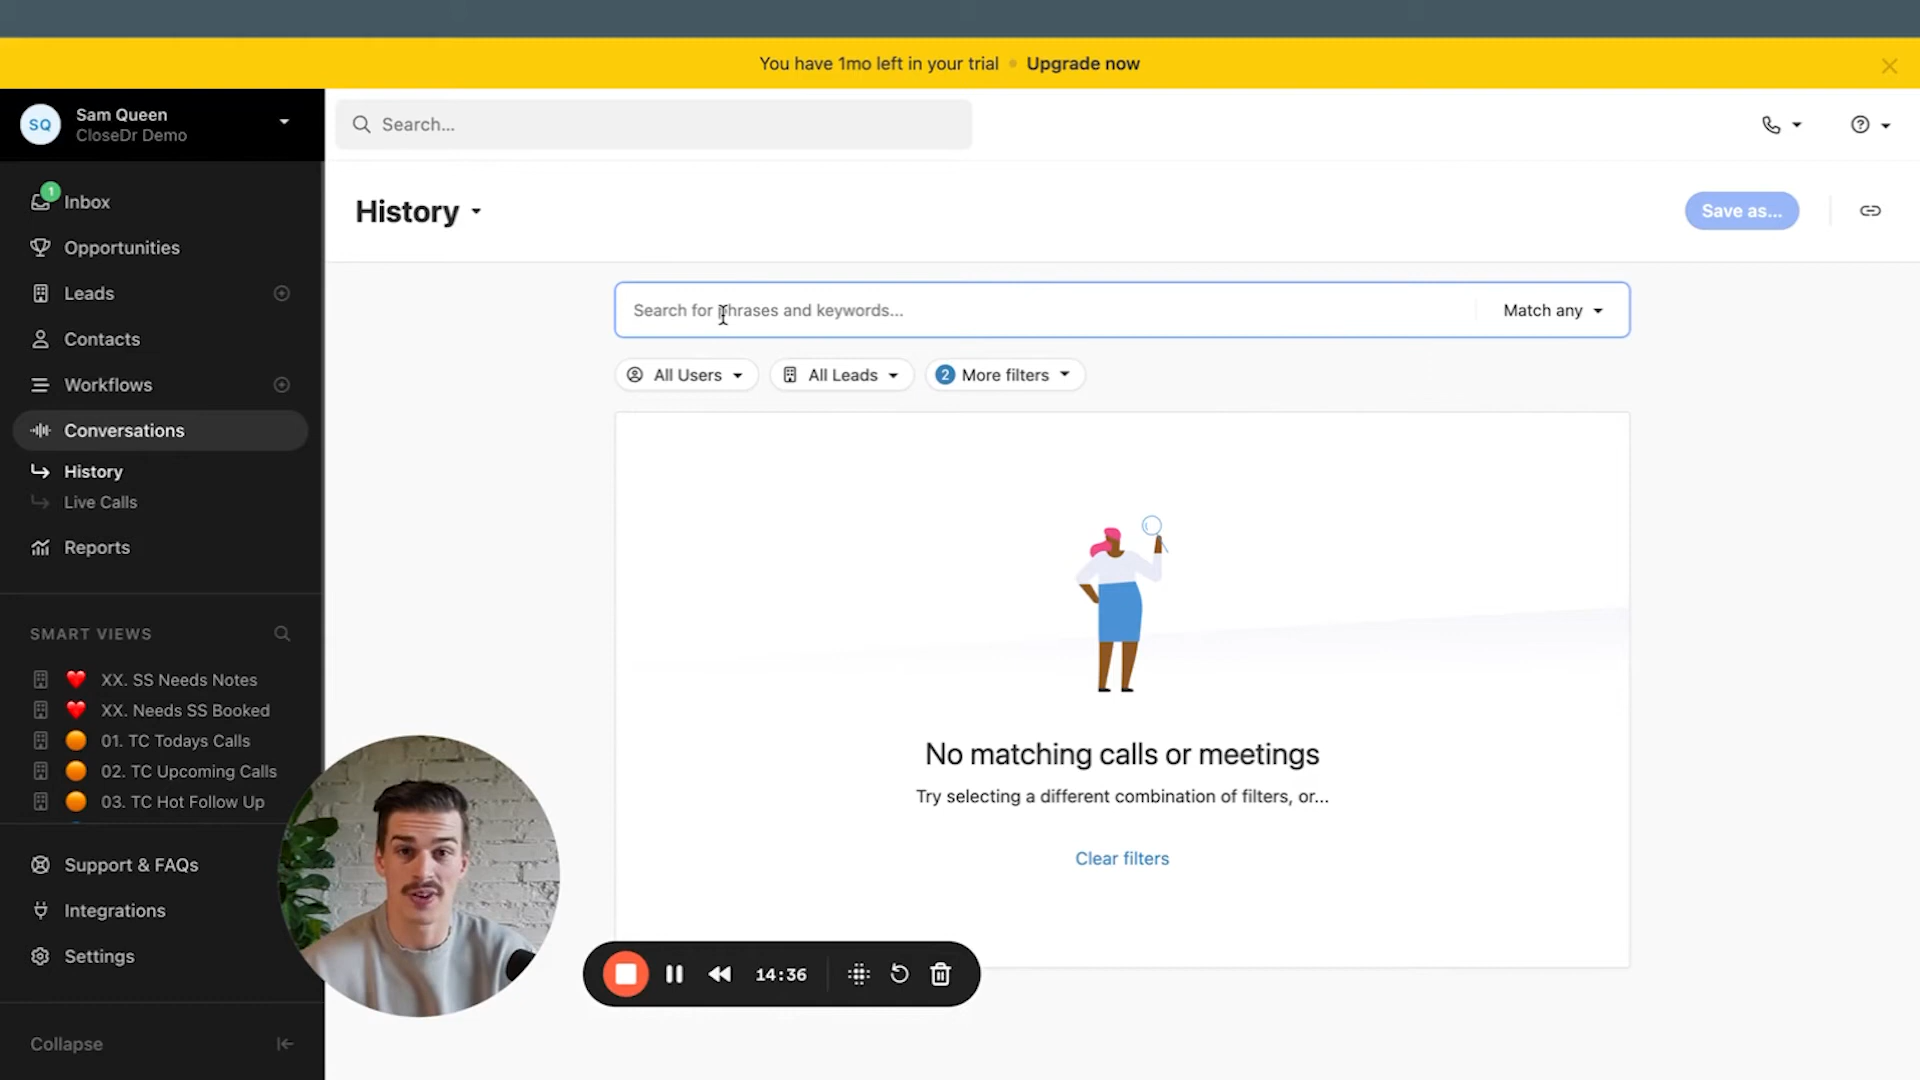 You have 1mo left in your trial • Upgrade now
SQ
Sam Queen
CloseDr Demo
Search...
1
Inbox
Opportunities
Leads
Contacts
Workflows
Conversations
History
Live Calls
Reports
SMART VIEWS
XX. SS Needs Notes
XX. Needs SS Booked
01. TC Todays Calls
02. TC Upcoming Calls
03. TC Hot Follow Up
Support & FAQs
Integrations
Settings
Collapse
History
Save as...
Search for phrases and keywords...
Match any
All Users
All Leads
2 More filters
No matching calls or meetings
Try selecting a different combination of filters, or...
Clear filters
14:36